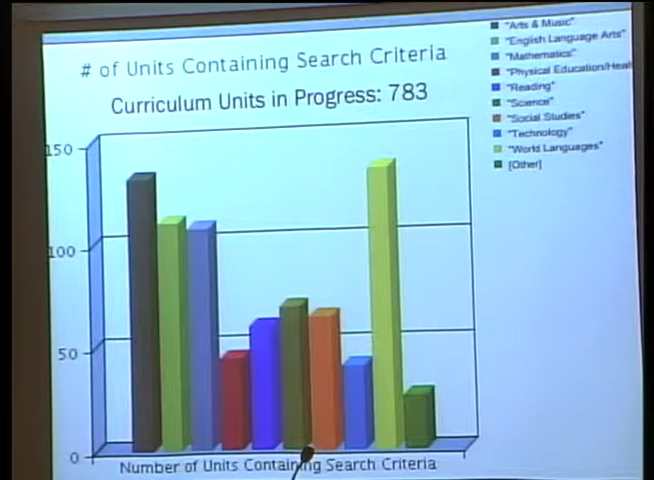 # of Units Containing Search Criteria
Curriculum Units in Progress: 783
150
100
50
0
Number of Units Containing Search Criteria
"Arts & Music"
"English Language Arts"
"Mathematics"
"Physical Education/Heal
"Reading"
"Science"
"Social Studies"
"Technology"
"World Languages"
[Other]